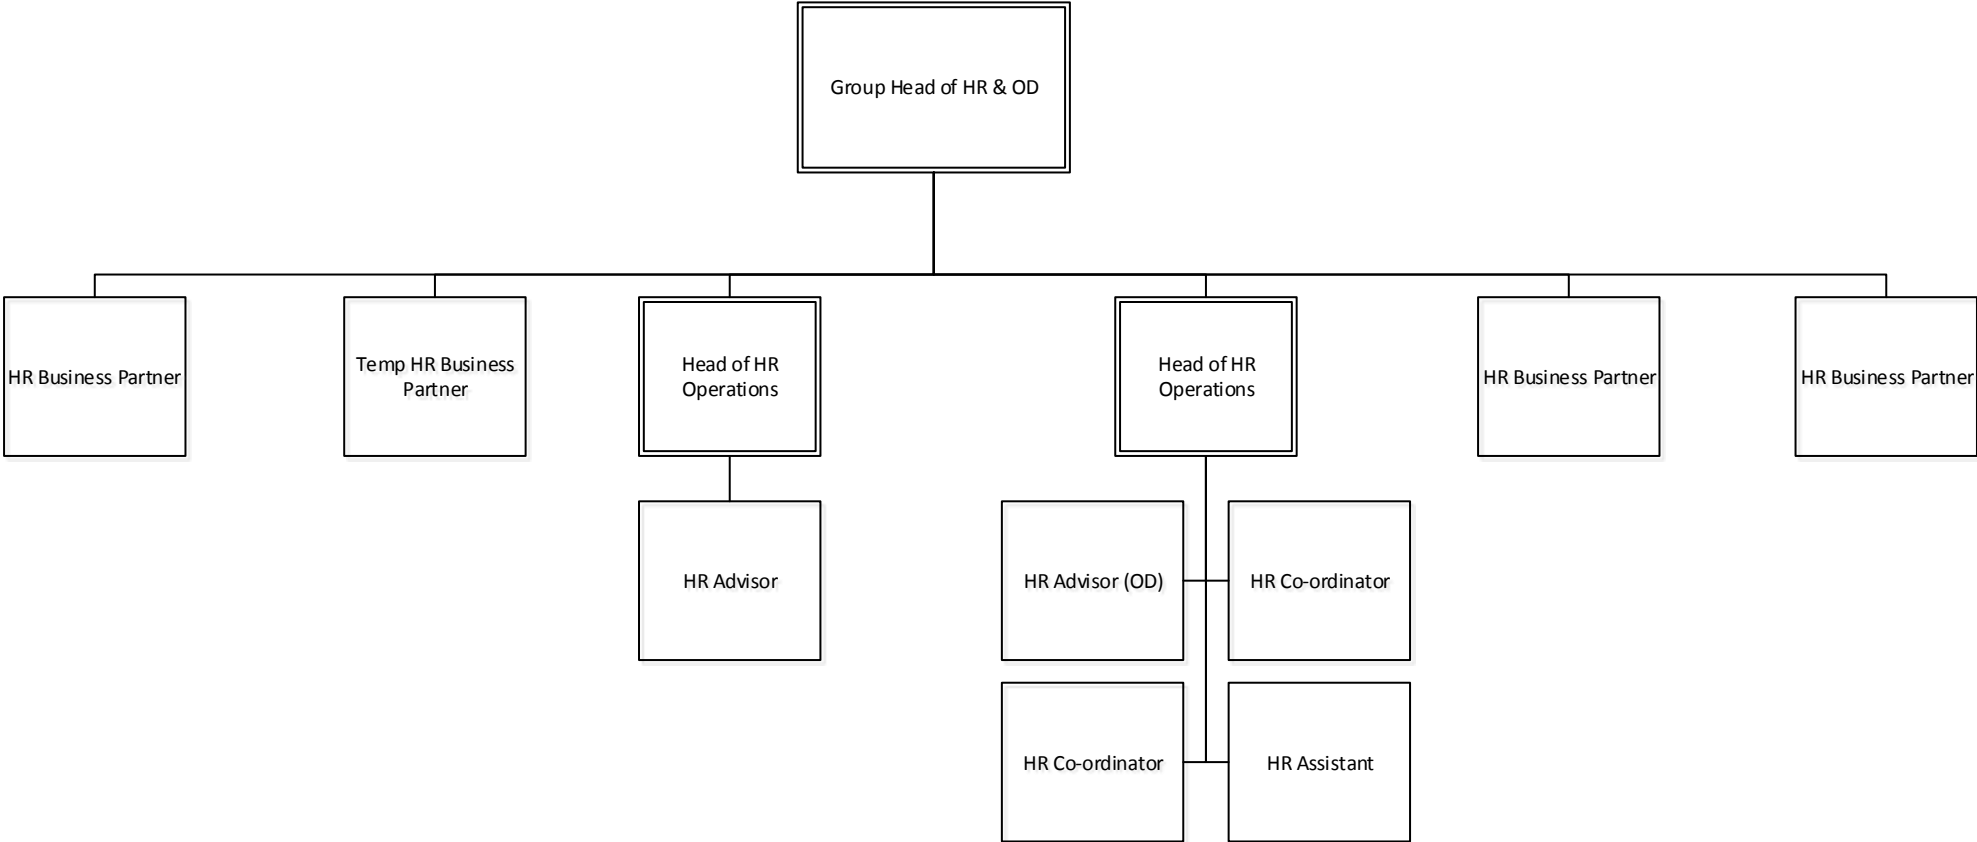 Group Head of HR & OD
HR Business Partner
Temp HR Business
Partner
Head of HR
Operations
Head of HR
Operations
HR Business Partner
HR Business Partner
HR Advisor
HR Advisor (OD)
HR Co-ordinator
HR Co-ordinator
HR Assistant